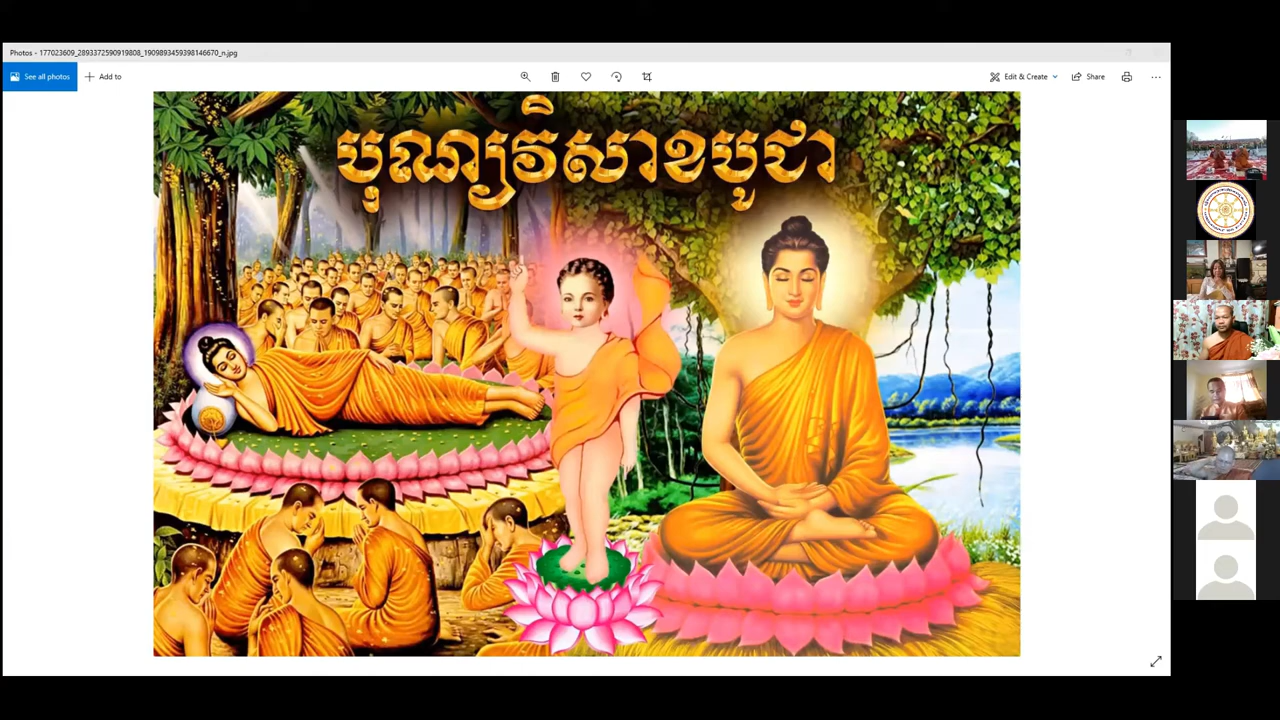 Photos - 177023609_2893372590919808_1909893459398146670_n.jpg
See all photos
Add to
Edit & Create
Share
បុណ្យវិសាខបូជា